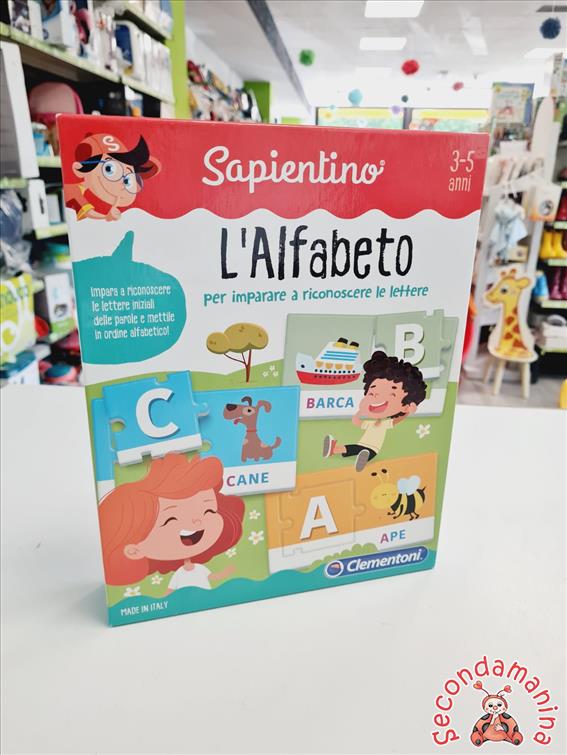 S
Sapientino®
3-5
anni
L'Alfabeto
per imparare a riconoscere le lettere
Impara a riconoscere
le lettere iniziali
delle parole e mettile
in ordine alfabetico!
B
BARCA
C
CANE
A
APE
Clementoni®
MADE IN ITALY
Secondamanina